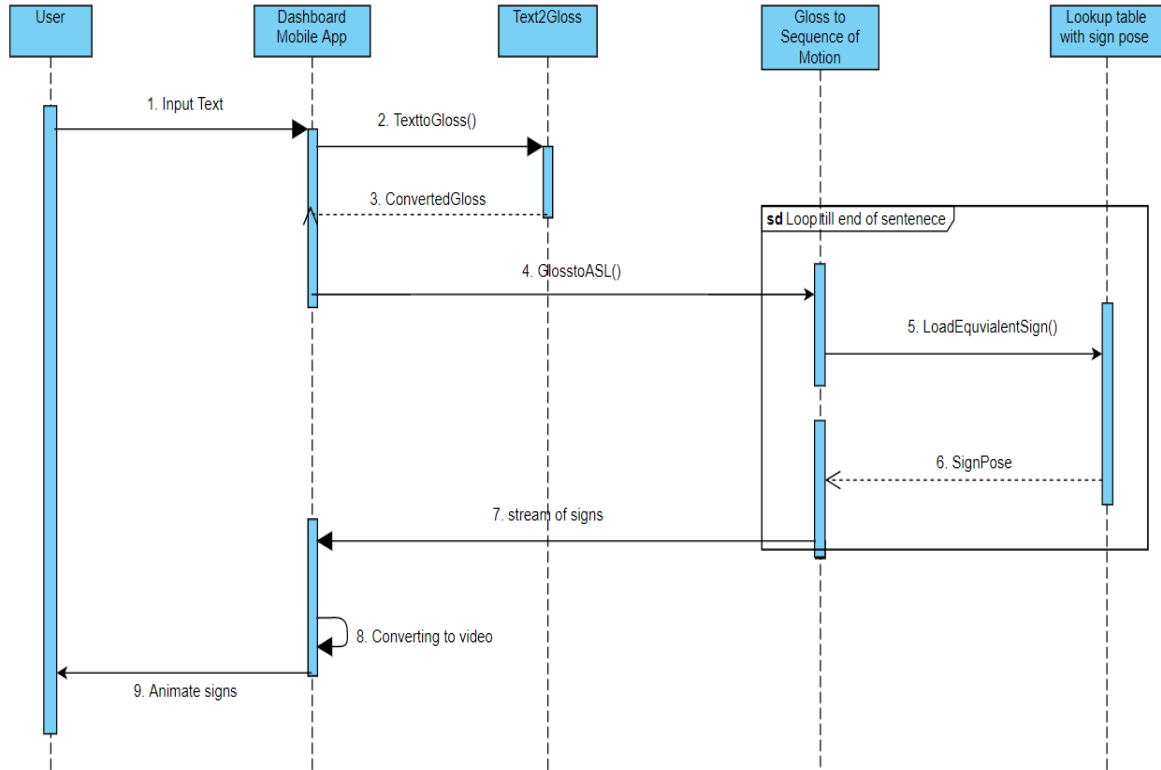 User
Dashboard
Mobile App
Text2Gloss
Gloss to
Sequence of
Motion
Lookup table
with sign pose
1. Input Text
2. TexttoGloss()
3. ConvertedGloss
sd Loop till end of sentenece
4. GlosstoASL()
5. LoadEquvialentSign()
6. SignPose
7. stream of signs
8. Converting to video
9. Animate signs